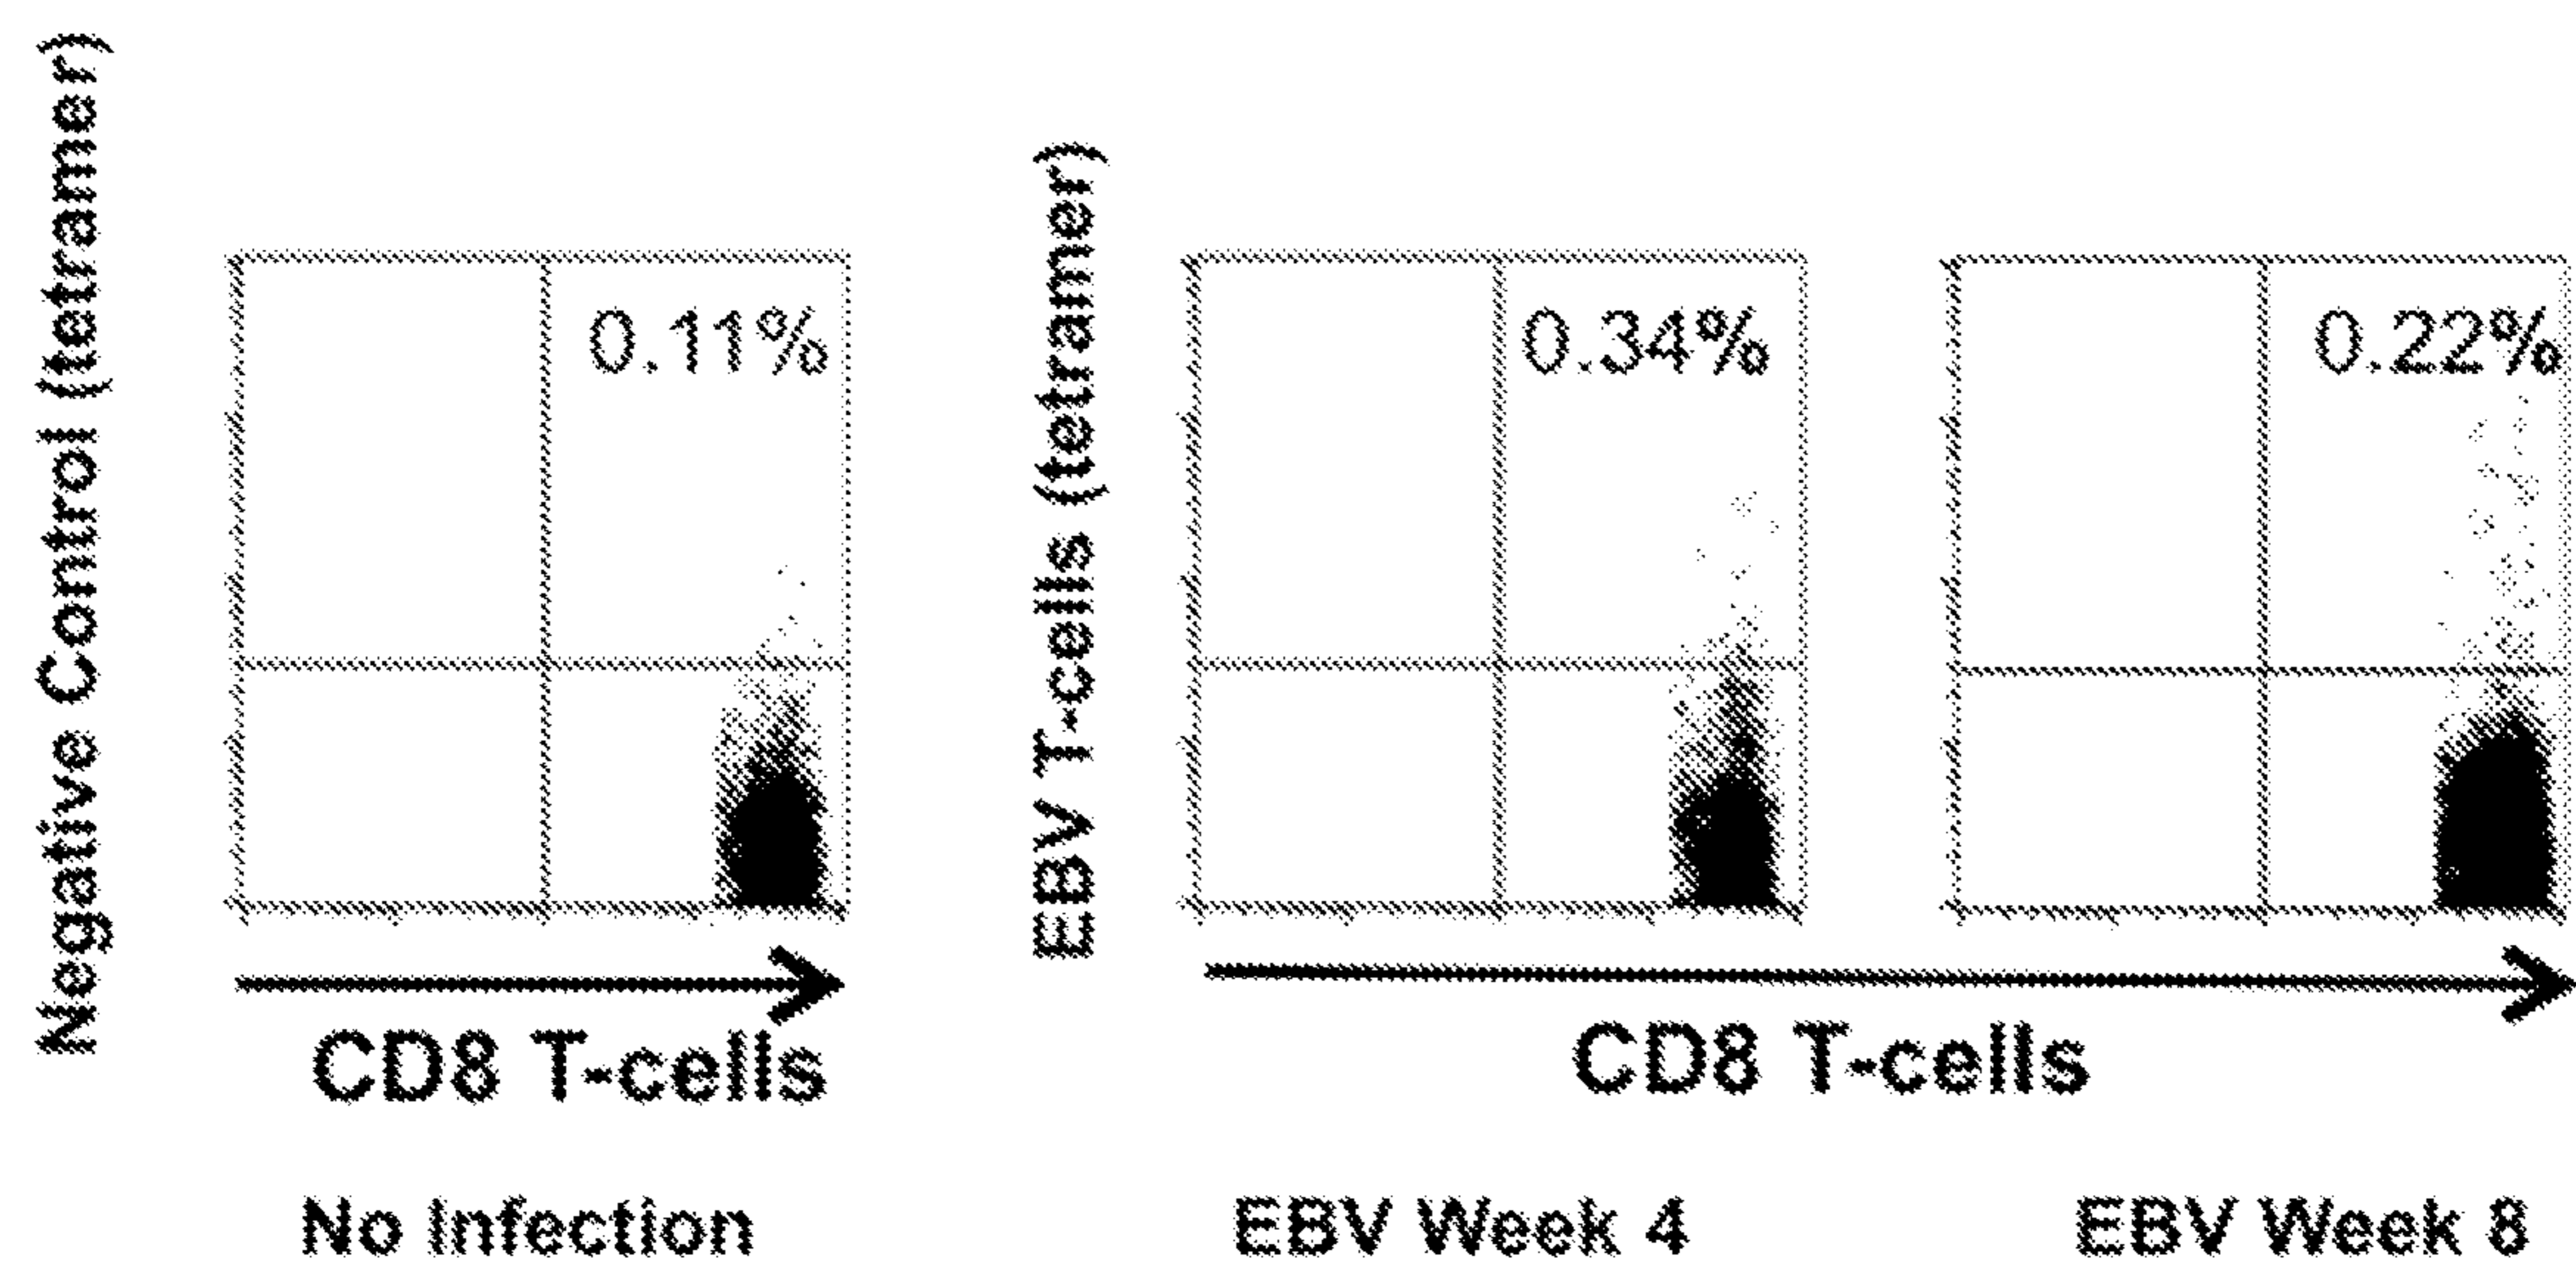 Negative Control (tetramer)
0.11%
CD8 T-cells
No Infection
EBV T-cells (tetramer)
0.34%
0.22%
CD8 T-cells
EBV Week 4
EBV Week 8